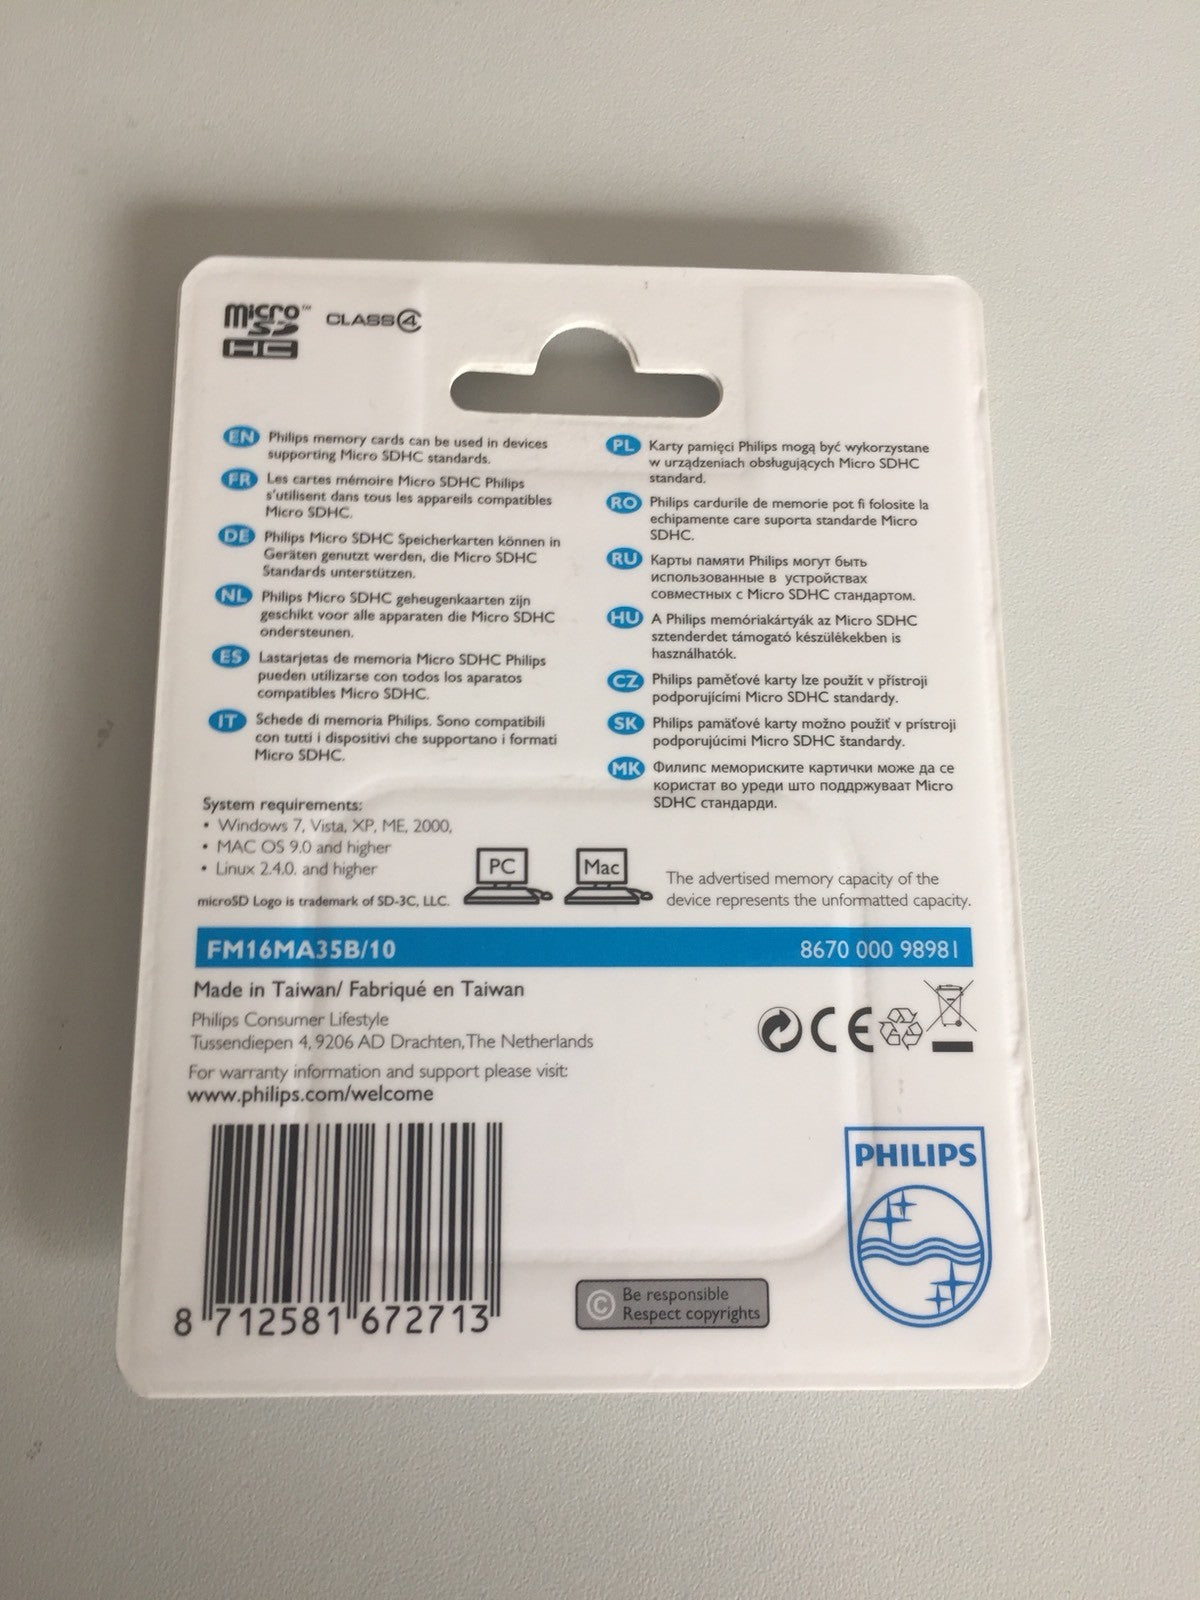 micro SD HC™ CLASS 4
EN Philips memory cards can be used in devices
supporting Micro SDHC standards.
FR Les cartes mémoire Micro SDHC Philips
s'utilisent dans tous les appareils compatibles
Micro SDHC.
DE Philips Micro SDHC Speicherkarten können in
Geräten genutzt werden, die Micro SDHC
Standards unterstützen.
NL Philips Micro SDHC geheugenkaarten zijn
geschikt voor alle apparaten die Micro SDHC
ondersteunen.
ES Lastarjetas de memoria Micro SDHC Philips
pueden utilizarse con todos los aparatos
compatibles Micro SDHC.
IT Schede di memoria Philips. Sono compatibili
con tutti i dispositivi che supportano i formati
Micro SDHC.
PL Karty pamięci Philips mogą być wykorzystane
w urządzeniach obsługujących Micro SDHC
standard.
RO Philips cardurile de memorie pot fi folosite la
echipamente care suporta standarde Micro
SDHC.
RU Карты памяти Philips могут быть
использованные в устройствах
совместных с Micro SDHC стандартом.
HU A Philips memóriakártyák az Micro SDHC
sztenderdet támogató készülékekben is
használhatók.
CZ Philips paměťové karty lze použít v přístroji
podporujícími Micro SDHC standardy.
SK Philips pamäťové karty možno použiť v prístroji
podporujúcimi Micro SDHC štandardy.
MK Филипс мемориските картички може да се
користат во уреди што поддржуваат Micro
SDHC стандарди.
System requirements:
• Windows 7, Vista, XP, ME, 2000,
• MAC OS 9.0 and higher
• Linux 2.4.0. and higher
microSD Logo is trademark of SD-3C, LLC.
PC
Mac
The advertised memory capacity of the
device represents the unformatted capacity.
FM16MA35B/10 8670 000 98981
Made in Taiwan/ Fabriqué en Taiwan
Philips Consumer Lifestyle
Tussendiepen 4, 9206 AD Drachten, The Netherlands
For warranty information and support please visit:
www.philips.com/welcome
CE
8 712581 672713
© Be responsible
Respect copyrights
PHILIPS